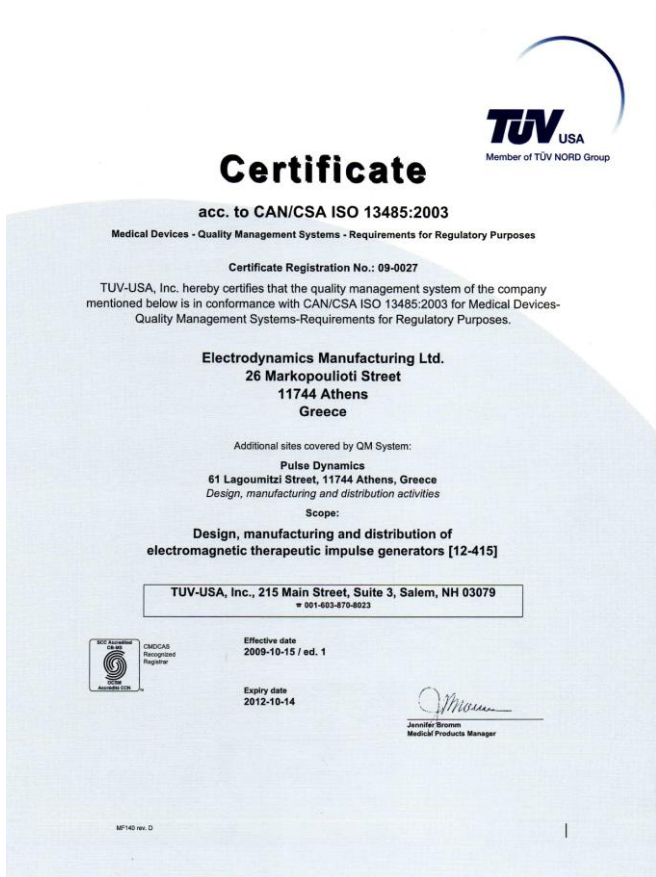 TÜV USA
Member of TÜV NORD Group
Certificate
acc. to CAN/CSA ISO 13485:2003
Medical Devices - Quality Management Systems - Requirements for Regulatory Purposes
Certificate Registration No.: 09-0027
TUV-USA, Inc. hereby certifies that the quality management system of the company
mentioned below is in conformance with CAN/CSA ISO 13485:2003 for Medical Devices-
Quality Management Systems-Requirements for Regulatory Purposes.
Electrodynamics Manufacturing Ltd.
26 Markopoulioti Street
11744 Athens
Greece
Additional sites covered by QM System:
Pulse Dynamics
61 Lagoumitzi Street, 11744 Athens, Greece
Design, manufacturing and distribution activities
Scope:
Design, manufacturing and distribution of
electromagnetic therapeutic impulse generators [12-415]
TUV-USA, Inc., 215 Main Street, Suite 3, Salem, NH 03079
☎ 001-603-870-8023
SCC Accredited
CB-MS
OCSM
Accrédité CCN
CMDCAS
Recognized
Registrar
Effective date
2009-10-15 / ed. 1
Expiry date
2012-10-14
Jennifer Bromm
Medical Products Manager
MF140 rev. D